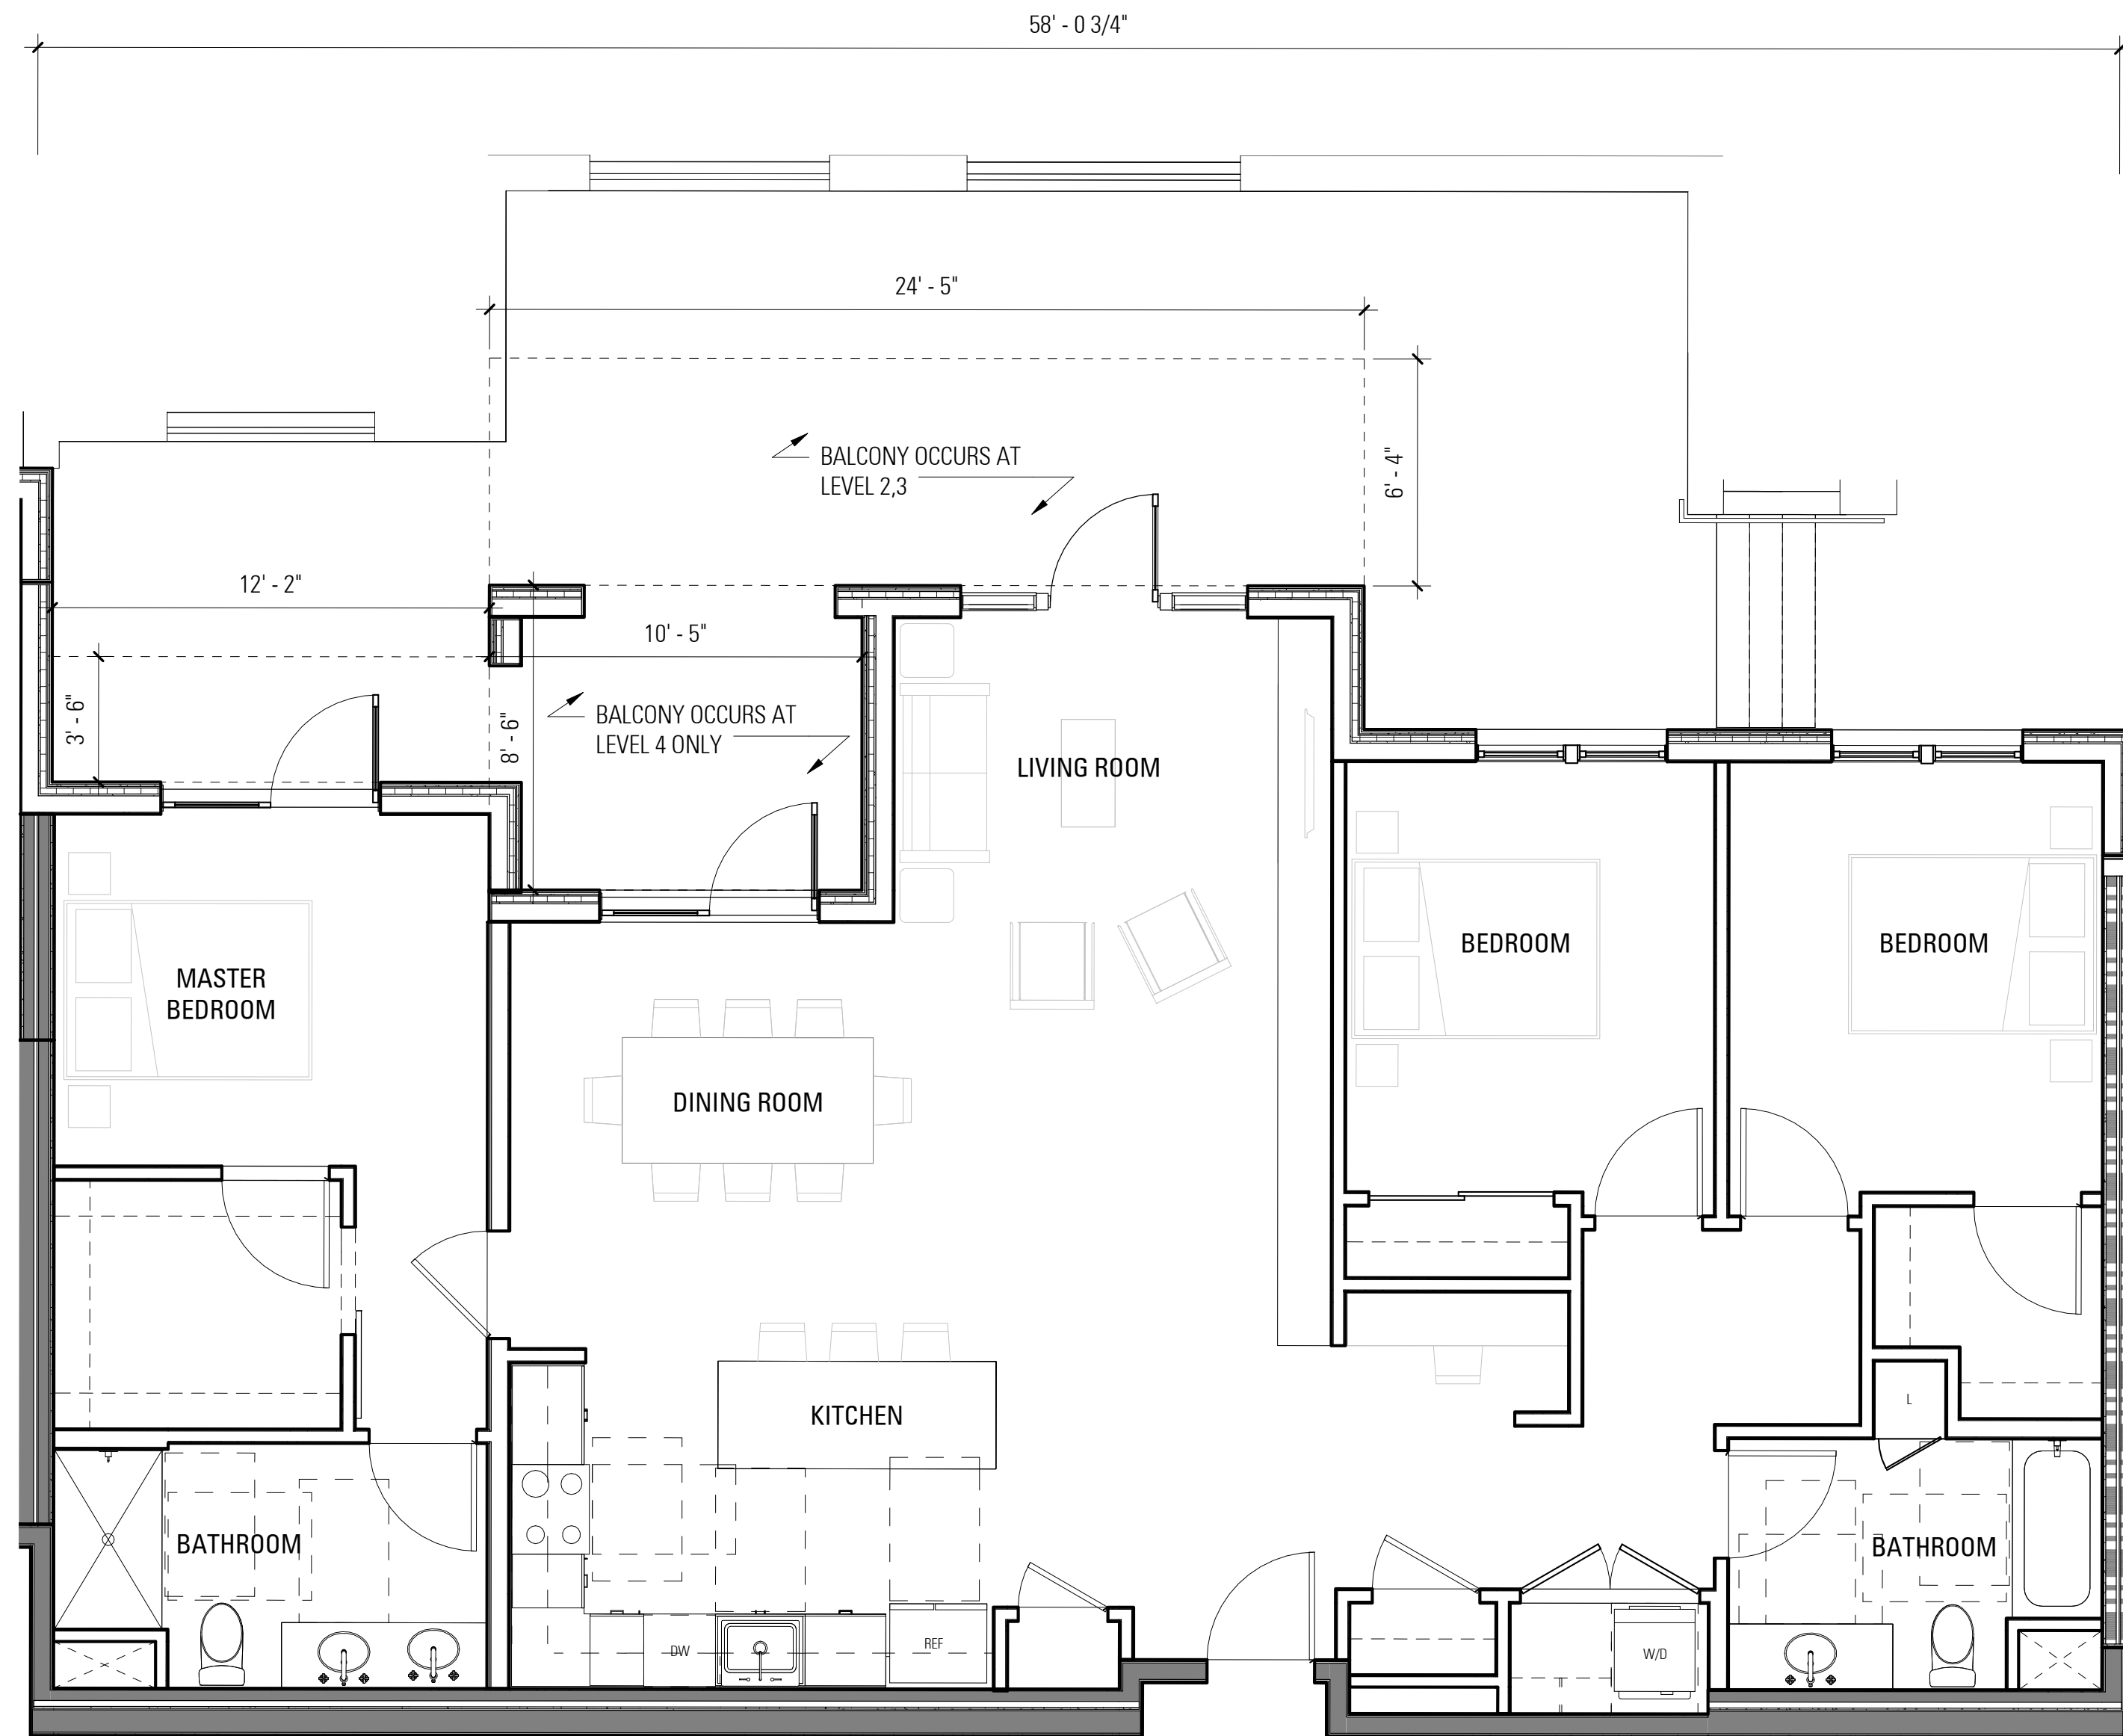 58' - 0 3/4"
24' - 5"
BALCONY OCCURS AT
LEVEL 2,3
6' - 4"
12' - 2"
10' - 5"
3' - 6"
8' - 6"
BALCONY OCCURS AT
LEVEL 4 ONLY
LIVING ROOM
MASTER
BEDROOM
BEDROOM
BEDROOM
DINING ROOM
KITCHEN
L
BATHROOM
BATHROOM
DW
REF
W/D